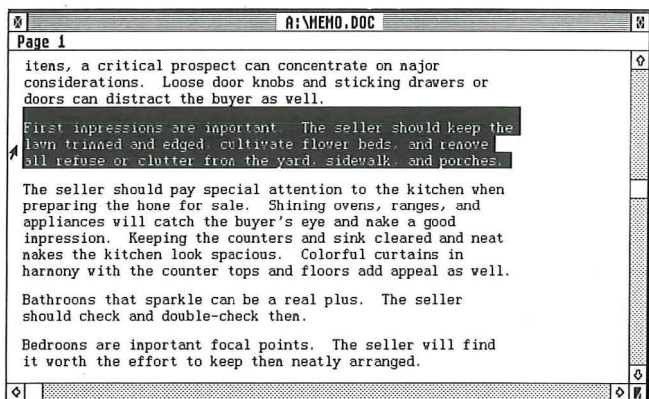 A:\MEMO.DOC
Page 1
items, a critical prospect can concentrate on major
considerations. Loose door knobs and sticking drawers or
doors can distract the buyer as well.
First impressions are important. The seller should keep the
lawn trimmed and edged, cultivate flower beds, and remove
all refuse or clutter from the yard, sidewalk, and porches.
The seller should pay special attention to the kitchen when
preparing the home for sale. Shining ovens, ranges, and
appliances will catch the buyer's eye and make a good
impression. Keeping the counters and sink cleared and neat
makes the kitchen look spacious. Colorful curtains in
harmony with the counter tops and floors add appeal as well.
Bathrooms that sparkle can be a real plus. The seller
should check and double-check them.
Bedrooms are important focal points. The seller will find
it worth the effort to keep them neatly arranged.